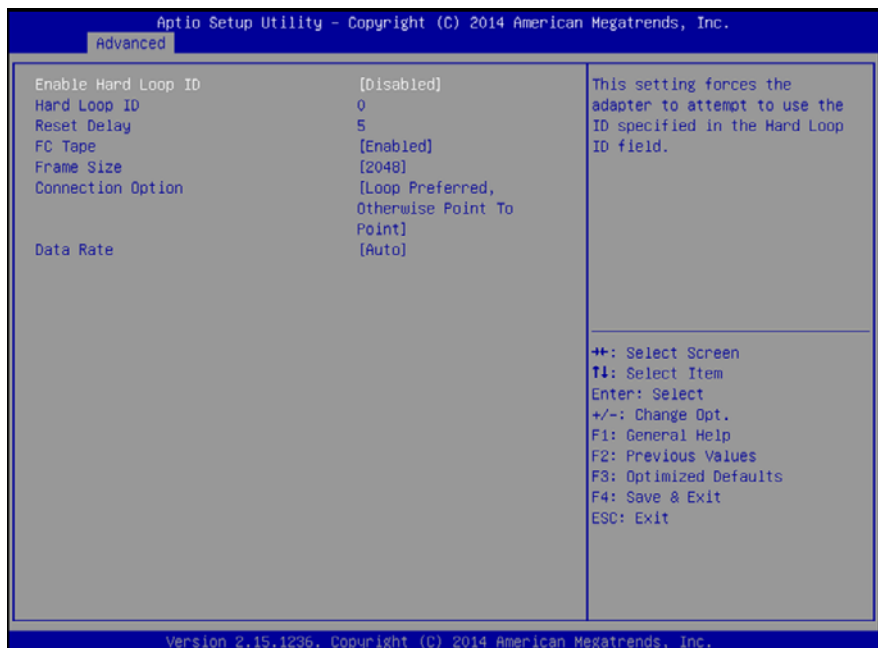 Aptio Setup Utility – Copyright (C) 2014 American Megatrends, Inc.
Advanced
Enable Hard Loop ID [Disabled]
Hard Loop ID 0
Reset Delay 5
FC Tape [Enabled]
Frame Size [2048]
Connection Option [Loop Preferred,
Otherwise Point To
Point]
Data Rate [Auto]
This setting forces the
adapter to attempt to use the
ID specified in the Hard Loop
ID field.
→←: Select Screen
↑↓: Select Item
Enter: Select
+/-: Change Opt.
F1: General Help
F2: Previous Values
F3: Optimized Defaults
F4: Save & Exit
ESC: Exit
Version 2.15.1236. Copyright (C) 2014 American Megatrends, Inc.